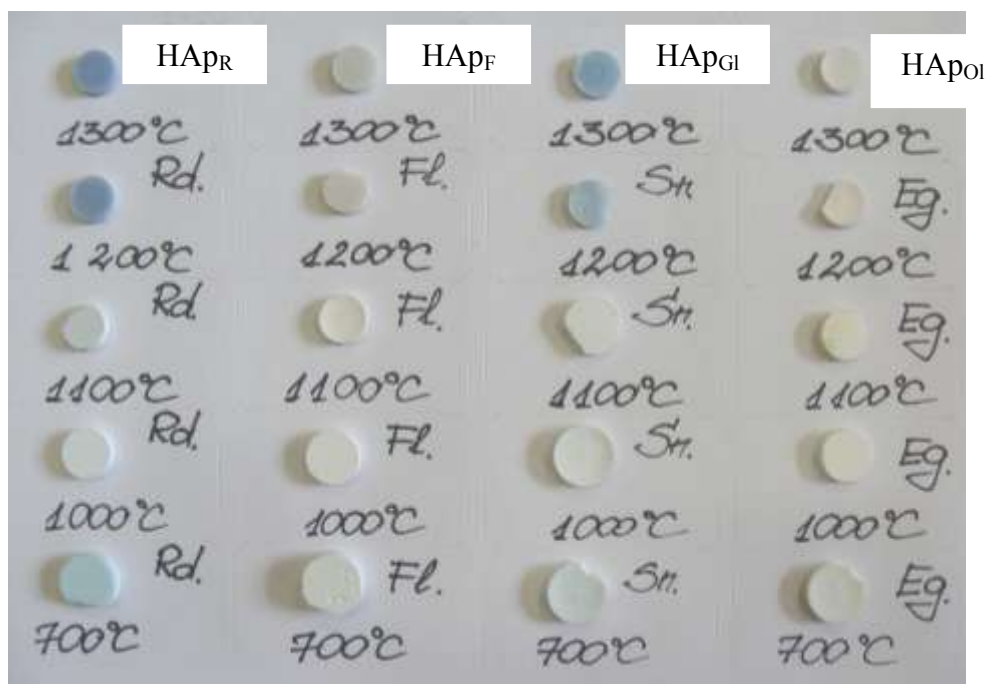 HApR HApF HApGl HApOl
1300°C 1300°C 1300°C 1300°C
Rd. Fl. Sn. Eg.
1200°C 1200°C 1200°C 1200°C
Rd. Fl. Sn. Eg.
1100°C 1100°C 1100°C 1100°C
Rd. Fl. Sn. Eg.
1000°C 1000°C 1000°C 1000°C
Rd. Fl. Sn. Eg.
700°C 700°C 700°C 700°C